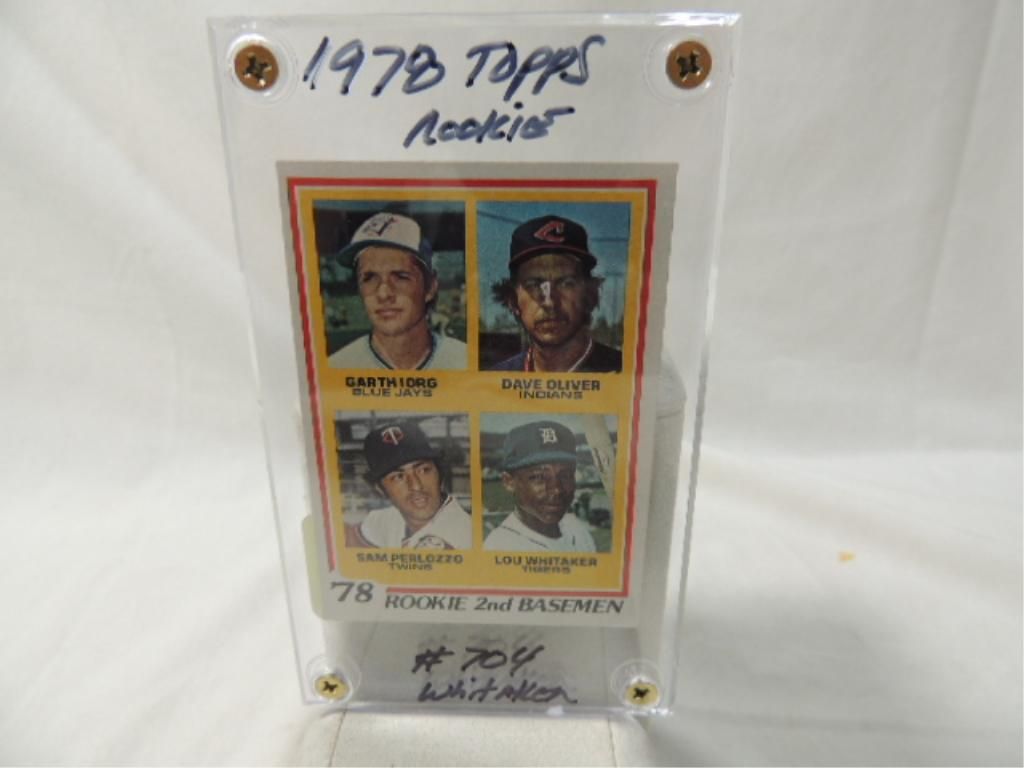 1978 Topps
Rookie
GARTH IORG
BLUE JAYS
DAVE OLIVER
INDIANS
SAM PERLOZZO
TWINS
LOU WHITAKER
TIGERS
'78 ROOKIE 2nd BASEMEN
# 704
Whitaker